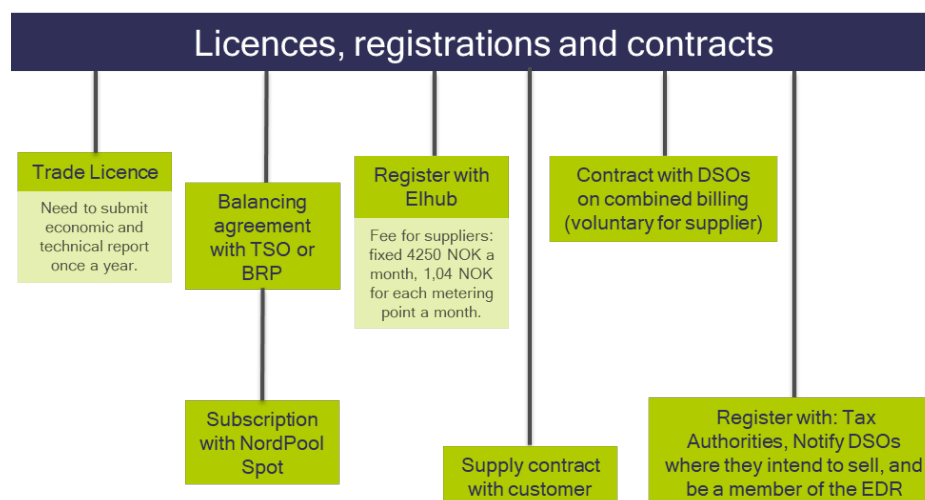 Licences, registrations and contracts
Trade Licence
Need to submit
economic and
technical report
once a year.
Balancing
agreement
with TSO or
BRP
Subscription
with NordPool
Spot
Register with
Elhub
Fee for suppliers:
fixed 4250 NOK a
month, 1,04 NOK
for each metering
point a month.
Supply contract
with customer
Contract with DSOs
on combined billing
(voluntary for supplier)
Register with: Tax
Authorities, Notify DSOs
where they intend to sell, and
be a member of the EDR